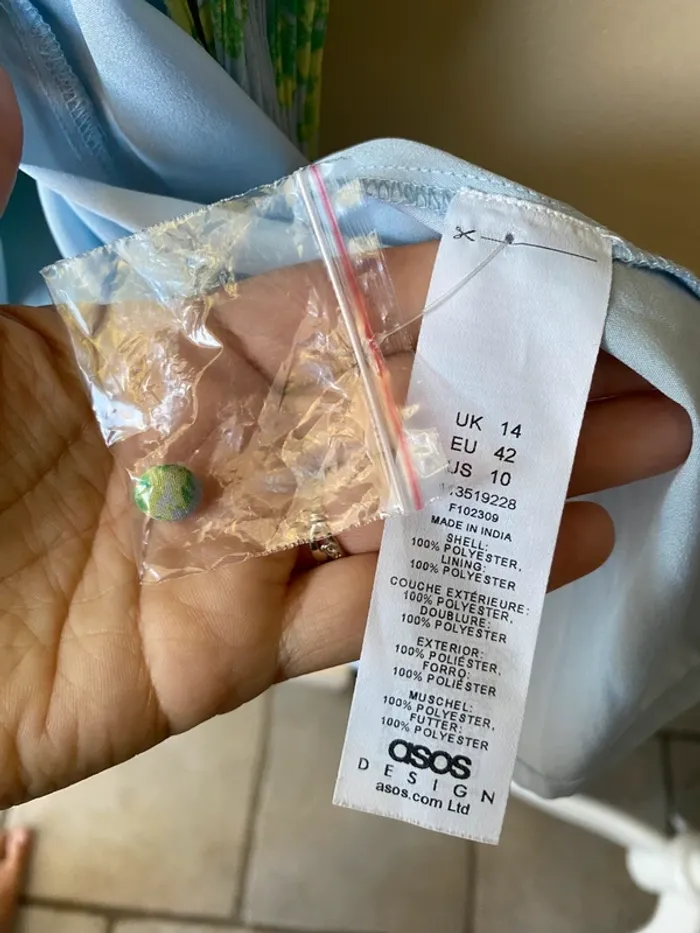 UK 14
EU 42
US 10
13519228
F102309
MADE IN INDIA
SHELL:
100% POLYESTER,
LINING:
100% POLYESTER
COUCHE EXTÉRIEURE:
100% POLYESTER,
DOUBLURE:
100% POLYESTER
EXTERIOR:
100% POLIÉSTER,
FORRO:
100% POLIÉSTER
MUSCHEL:
100% POLYESTER,
FUTTER:
100% POLYESTER
asos
DESIGN
asos.com Ltd